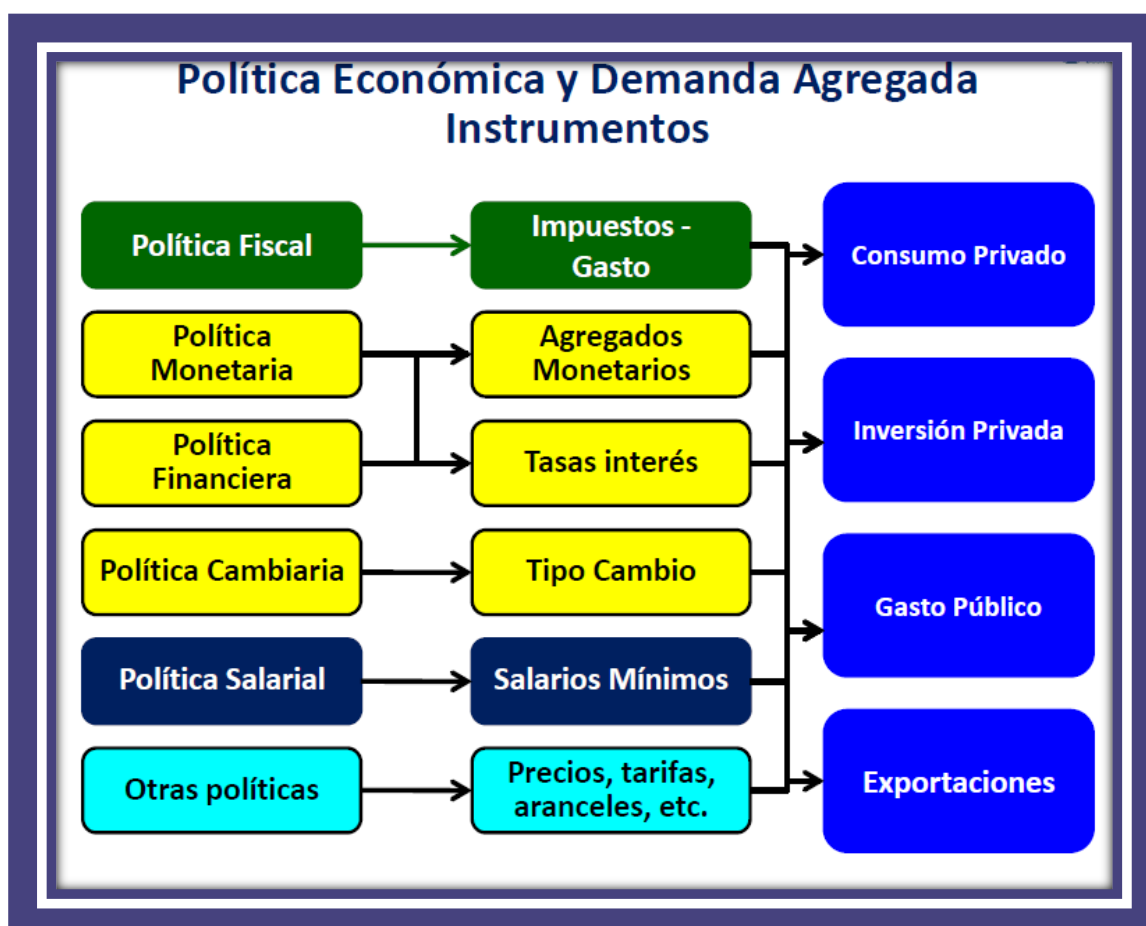 Política Económica y Demanda Agregada
Instrumentos
Política Fiscal
Impuestos -
Gasto
Consumo Privado
Política
Monetaria
Agregados
Monetarios
Inversión Privada
Política
Financiera
Tasas interés
Política Cambiaria
Tipo Cambio
Gasto Público
Política Salarial
Salarios Mínimos
Otras políticas
Precios, tarifas,
aranceles, etc.
Exportaciones